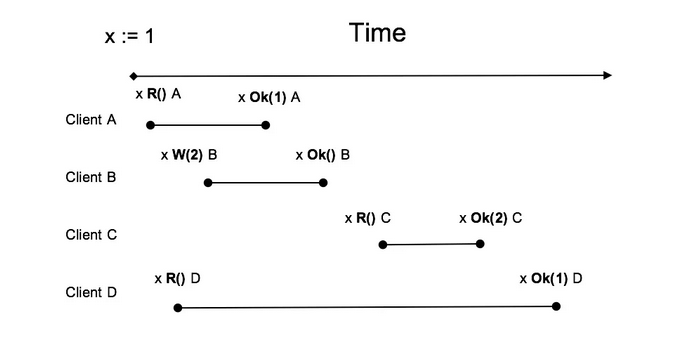 x := 1
Time
x R() A
x Ok(1) A
Client A
x W(2) B
x Ok() B
Client B
x R() C
x Ok(2) C
Client C
x R() D
x Ok(1) D
Client D